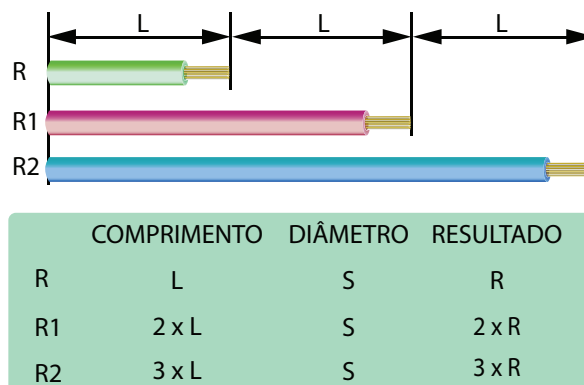 L L L
R
R1
R2
COMPRIMENTO DIÂMETRO RESULTADO
R L S R
R1 2 x L S 2 x R
R2 3 x L S 3 x R